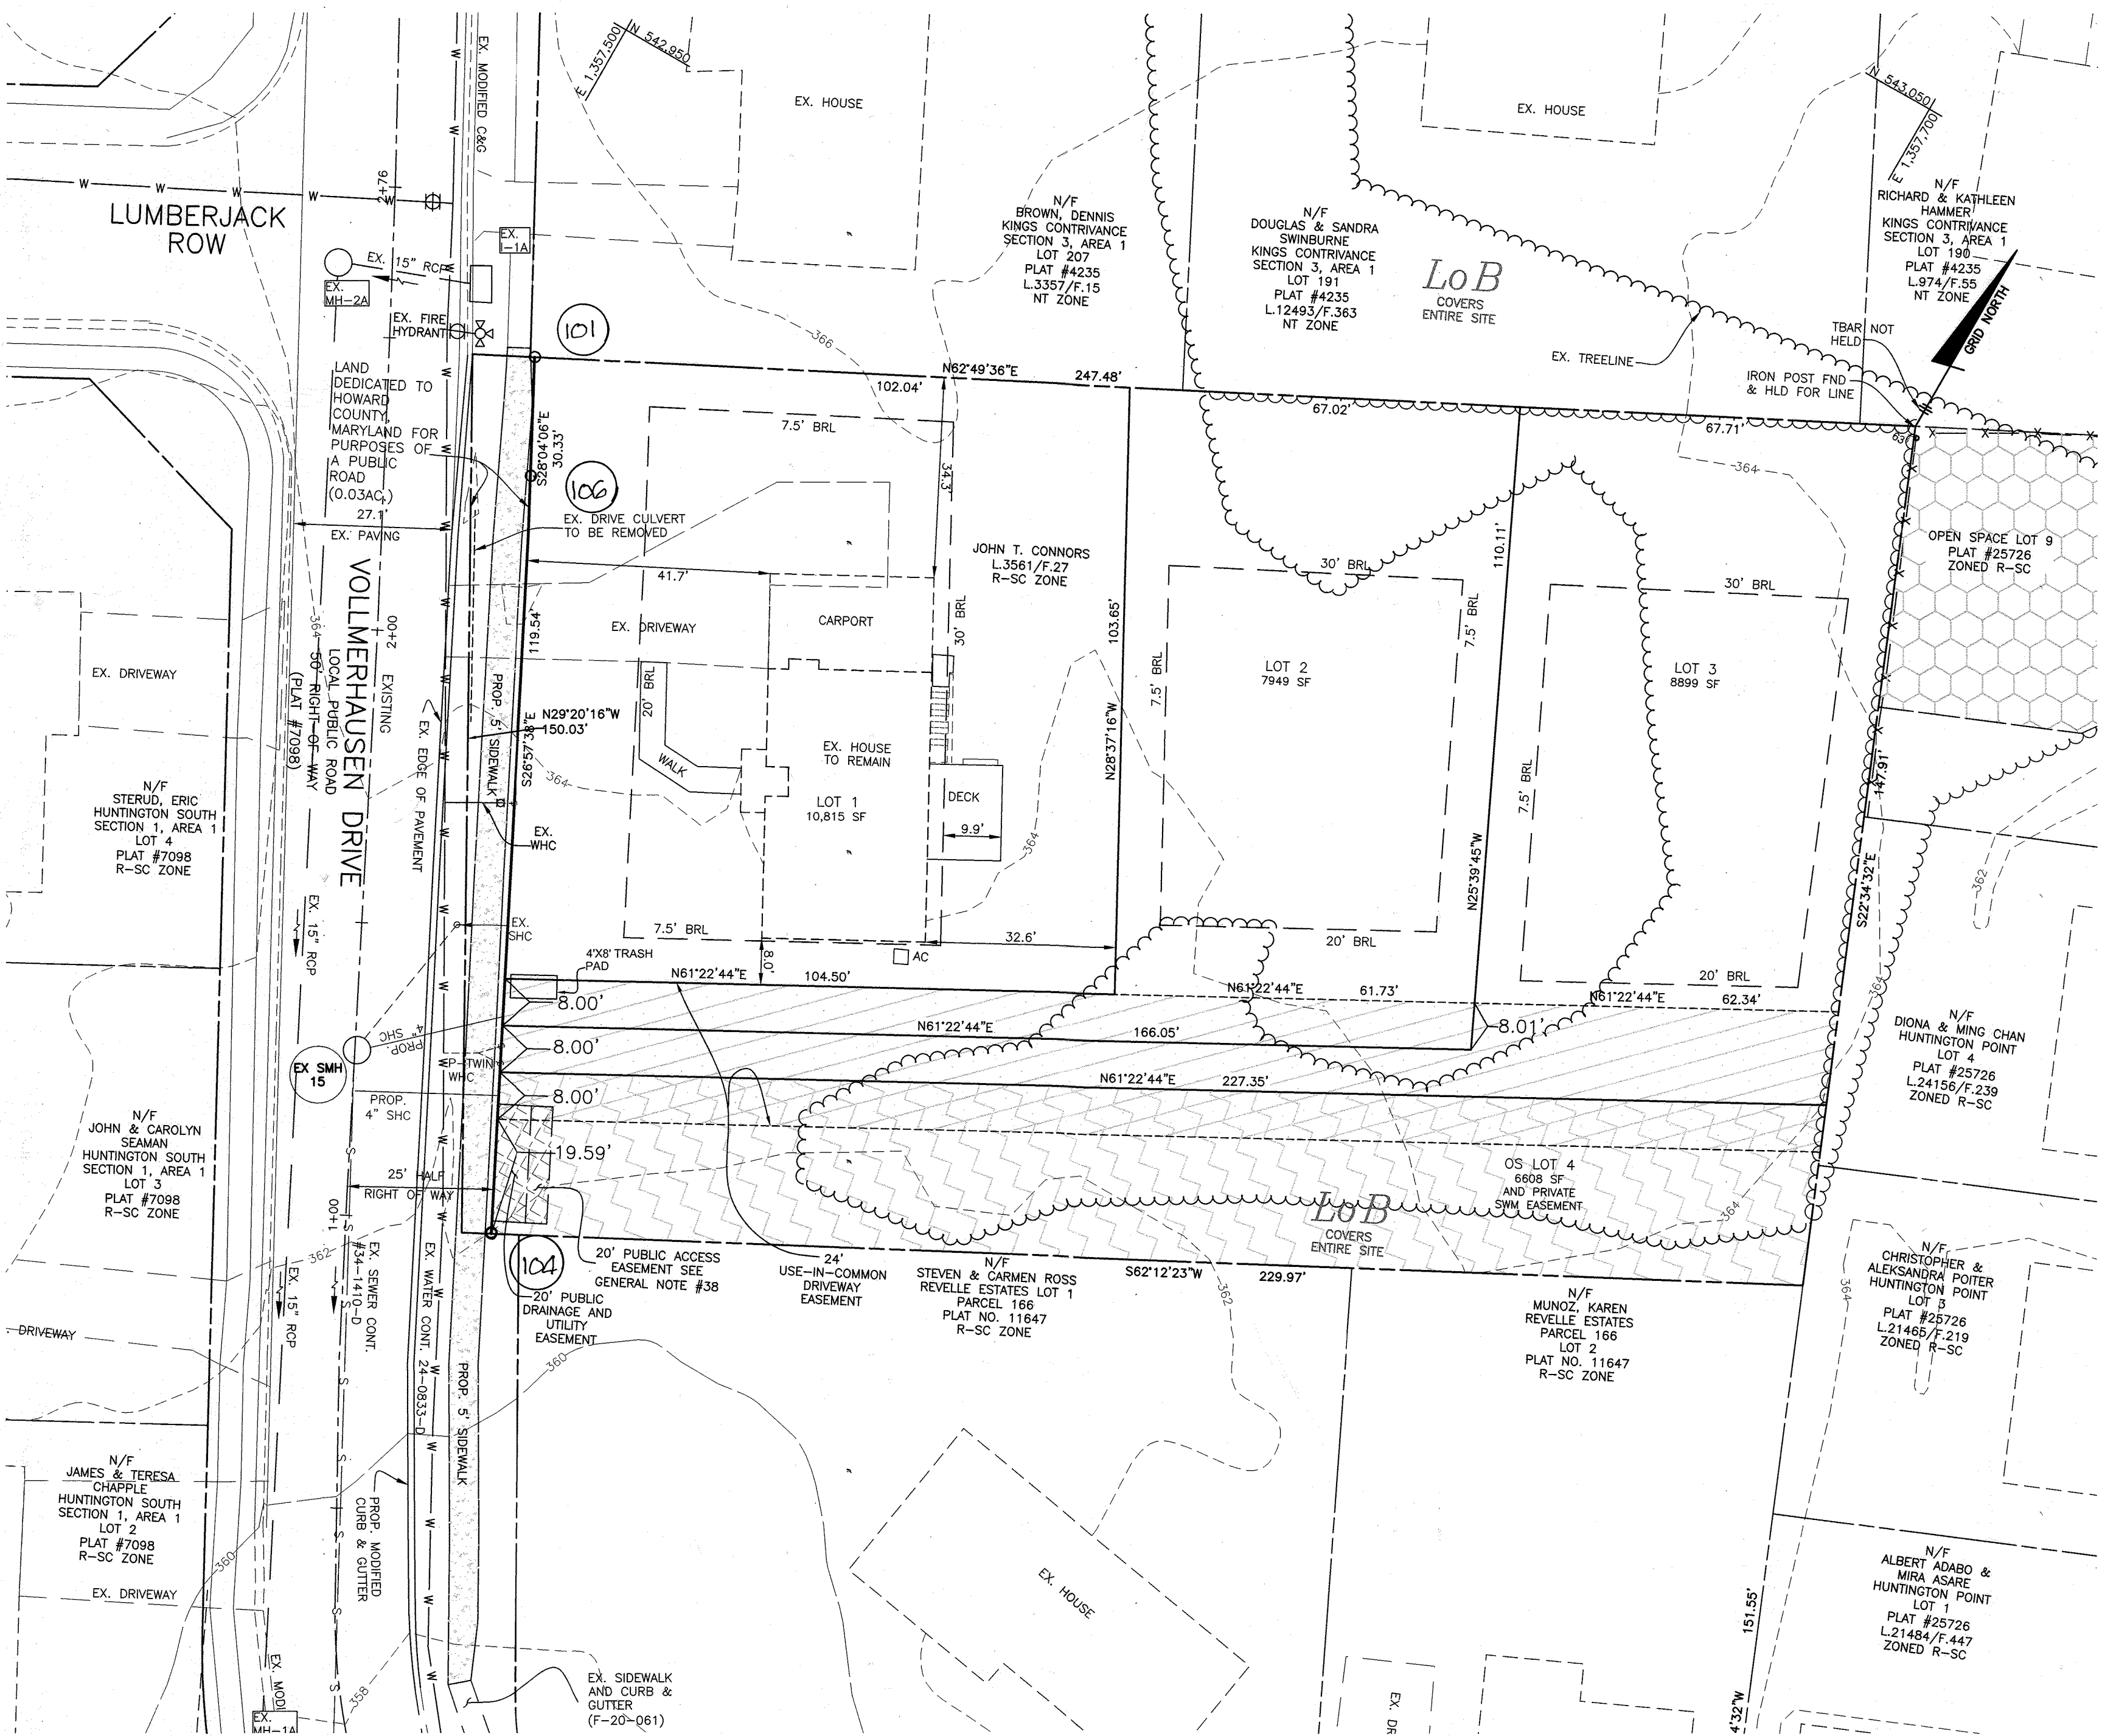 LUMBERJACK
ROW
2+76
EX. MODIFIED C&G
N 542,950
E 1,357,500
EX. HOUSE
EX. HOUSE
N 543,050
E 1,357,700
EX.
I-1A
EX. 15" RCP
EX.
MH-2A
EX. FIRE
HYDRANT
101
366
N/F
BROWN, DENNIS
KINGS CONTRIVANCE
SECTION 3, AREA 1
LOT 207
PLAT #4235
L.3357/F.15
NT ZONE
N/F
DOUGLAS & SANDRA
SWINBURNE
KINGS CONTRIVANCE
SECTION 3, AREA 1
LOT 191
PLAT #4235
L.12493/F.363
NT ZONE
LoB
COVERS
ENTIRE SITE
N/F
RICHARD & KATHLEEN
HAMMER
KINGS CONTRIVANCE
SECTION 3, AREA 1
LOT 190
PLAT #4235
L.974/F.55
NT ZONE
GRID NORTH
TBAR NOT
HELD
EX. TREELINE
IRON POST FND
& HLD FOR LINE
LAND
DEDICATED TO
HOWARD
COUNTY,
MARYLAND FOR
PURPOSES OF
A PUBLIC
ROAD
(0.03AC.)
27.1'
EX. PAVING
S28°04'06"E
30.33'
106
N62°49'36"E
102.04'
247.48'
67.02'
67.71'
7.5' BRL
34.3'
EX. DRIVE CULVERT
TO BE REMOVED
41.7'
119.54'
JOHN T. CONNORS
L.3561/F.27
R-SC ZONE
CARPORT
EX. DRIVEWAY
30' BRL
103.65'
N28°37'16"W
30' BRL
7.5' BRL
7.5' BRL
LOT 2
7949 SF
110.11'
N25°39'45"W
30' BRL
7.5' BRL
LOT 3
8899 SF
364
OPEN SPACE LOT 9
PLAT #25726
ZONED R-SC
VOLLMERHAUSEN DRIVE
LOCAL PUBLIC ROAD
50' RIGHT-OF WAY
(PLAT #7098)
364
2+00
EXISTING
EX. EDGE OF PAVEMENT
PROP. 5' SIDEWALK
N29°20'16"W
150.03'
S26°57'38"E
20' BRL
WALK
364
EX. HOUSE
TO REMAIN
LOT 1
10,815 SF
DECK
9.9'
364
EX.
WHC
EX.
SHC
7.5' BRL
8.0'
AC
32.6'
20' BRL
20' BRL
147.91'
S22°34'32"E
362
364
EX. DRIVEWAY
N/F
STERUD, ERIC
HUNTINGTON SOUTH
SECTION 1, AREA 1
LOT 4
PLAT #7098
R-SC ZONE
EX. 15" RCP
4'X8' TRASH
PAD
N61°22'44"E
104.50'
8.00'
N61°22'44"E
61.73'
N61°22'44"E
62.34'
N61°22'44"E
166.05'
8.01'
8.00'
N61°22'44"E
227.35'
8.00'
19.59'
PROP.
4" SHC
EX SMH
15
P-TWIN
WHC
PROP.
4" SHC
25' HALF
RIGHT OF WAY
OS LOT 4
6608 SF
AND PRIVATE
SWM EASEMENT
LoB
COVERS
ENTIRE SITE
364
N/F
DIONA & MING CHAN
HUNTINGTON POINT
LOT 4
PLAT #25726
L.24156/F.239
ZONED R-SC
N/F
JOHN & CAROLYN
SEAMAN
HUNTINGTON SOUTH
SECTION 1, AREA 1
LOT 3
PLAT #7098
R-SC ZONE
1+00
362
EX. SEWER CONT.
#34-1410-D
EX. WATER CONT. 24-0833-D
104
20' PUBLIC ACCESS
EASEMENT SEE
GENERAL NOTE #38
20' PUBLIC
DRAINAGE AND
UTILITY
EASEMENT
24'
USE-IN-COMMON
DRIVEWAY
EASEMENT
N/F
STEVEN & CARMEN ROSS
REVELLE ESTATES LOT 1
PARCEL 166
PLAT NO. 11647
R-SC ZONE
S62°12'23"W
229.97'
362
N/F
MUNOZ, KAREN
REVELLE ESTATES
PARCEL 166
LOT 2
PLAT NO. 11647
R-SC ZONE
364
N/F
CHRISTOPHER &
ALEKSANDRA POITER
HUNTINGTON POINT
LOT 3
PLAT #25726
L.21465/F.219
ZONED R-SC
DRIVEWAY
EX. 15" RCP
360
PROP. 5' SIDEWALK
N/F
JAMES & TERESA
CHAPPLE
HUNTINGTON SOUTH
SECTION 1, AREA 1
LOT 2
PLAT #7098
R-SC ZONE
PROP. MODIFIED
CURB & GUTTER
360
EX. DRIVEWAY
EX. MODI
EX.
MH-1A
358
EX. SIDEWALK
AND CURB &
GUTTER
(F-20-061)
EX. HOUSE
EX. DR
151.55'
4'32"W
N/F
ALBERT ADABO &
MIRA ASARE
HUNTINGTON POINT
LOT 1
PLAT #25726
L.21484/F.447
ZONED R-SC